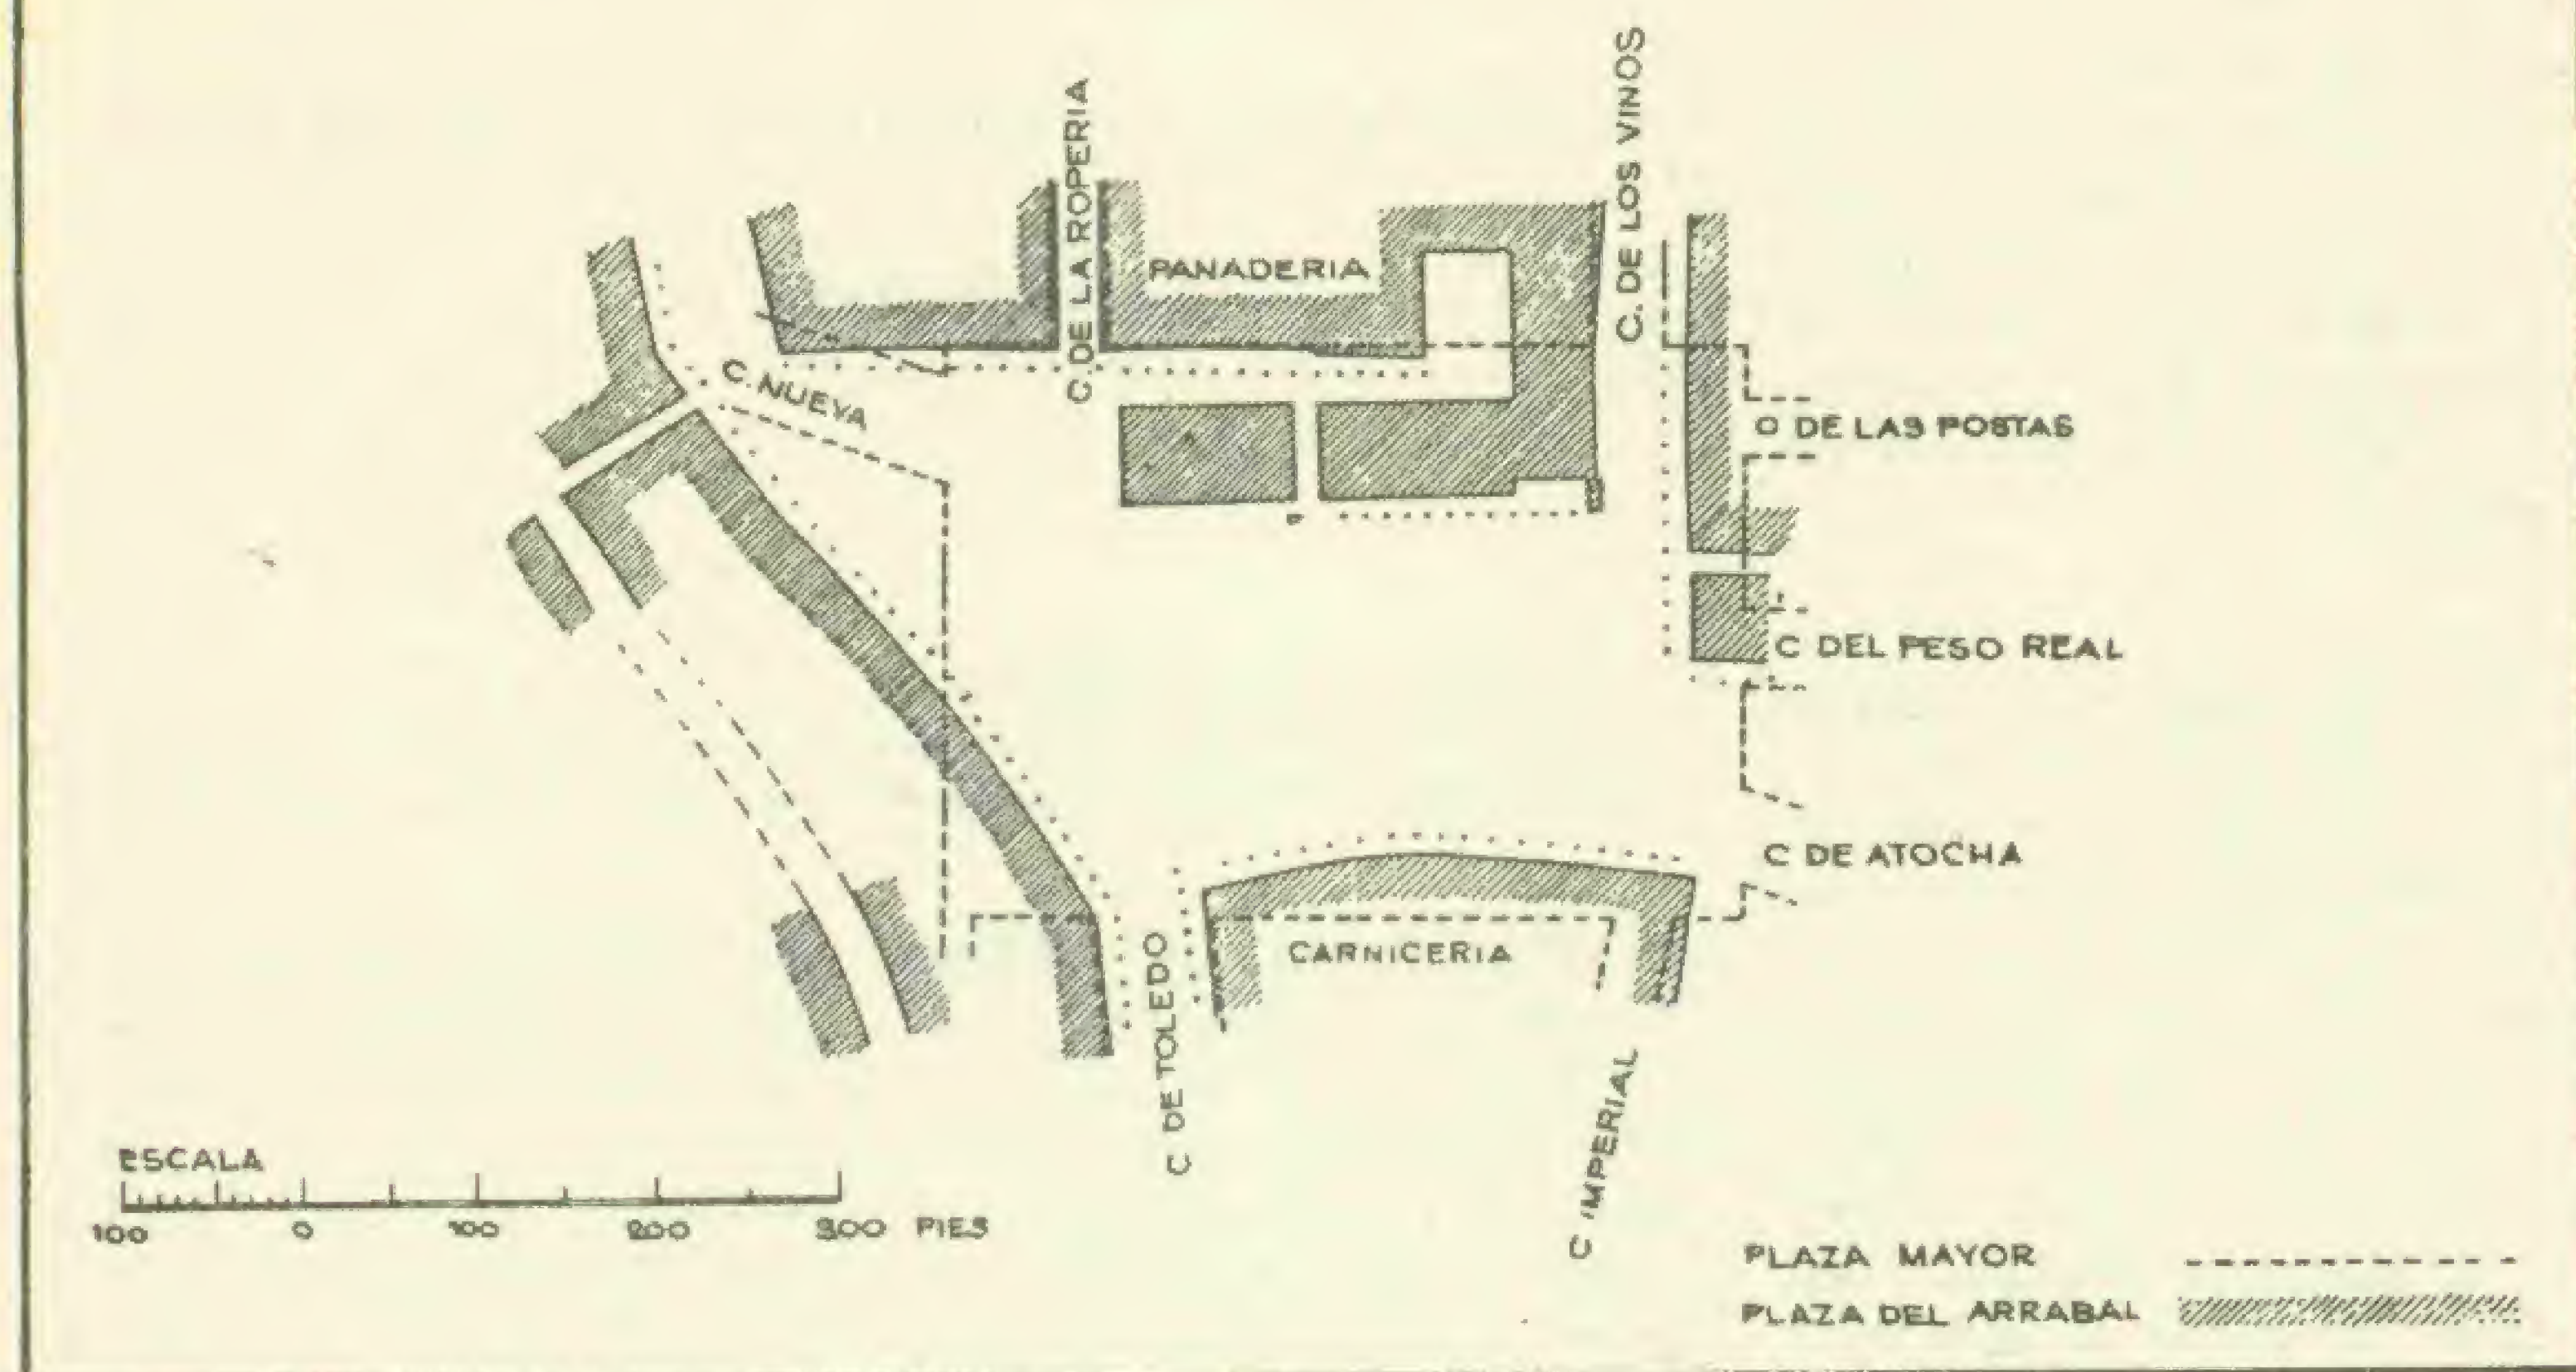 C. DE LOS VINOS
C. DE LA ROPERIA
PANADERIA
C. NUEVA
O DE LAS POSTAS
C DEL PESO REAL
C DE ATOCHA
CARNICERIA
C DE TOLEDO
C IMPERIAL
ESCALA
100 0 100 200 300 PIES
PLAZA MAYOR
PLAZA DEL ARRABAL